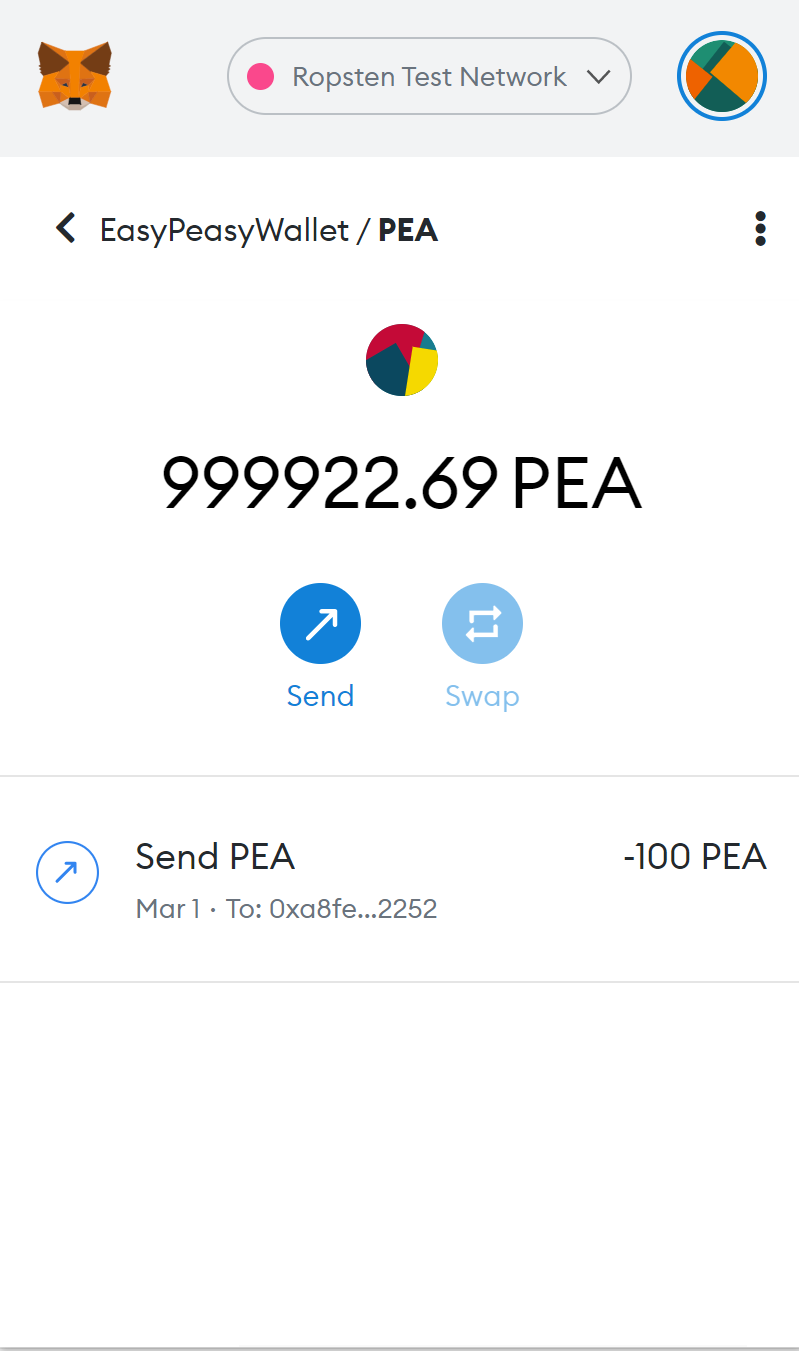 Ropsten Test Network
EasyPeasyWallet / PEA
999922.69 PEA
Send
Swap
Send PEA
-100 PEA
Mar 1 · To: 0xa8fe...2252